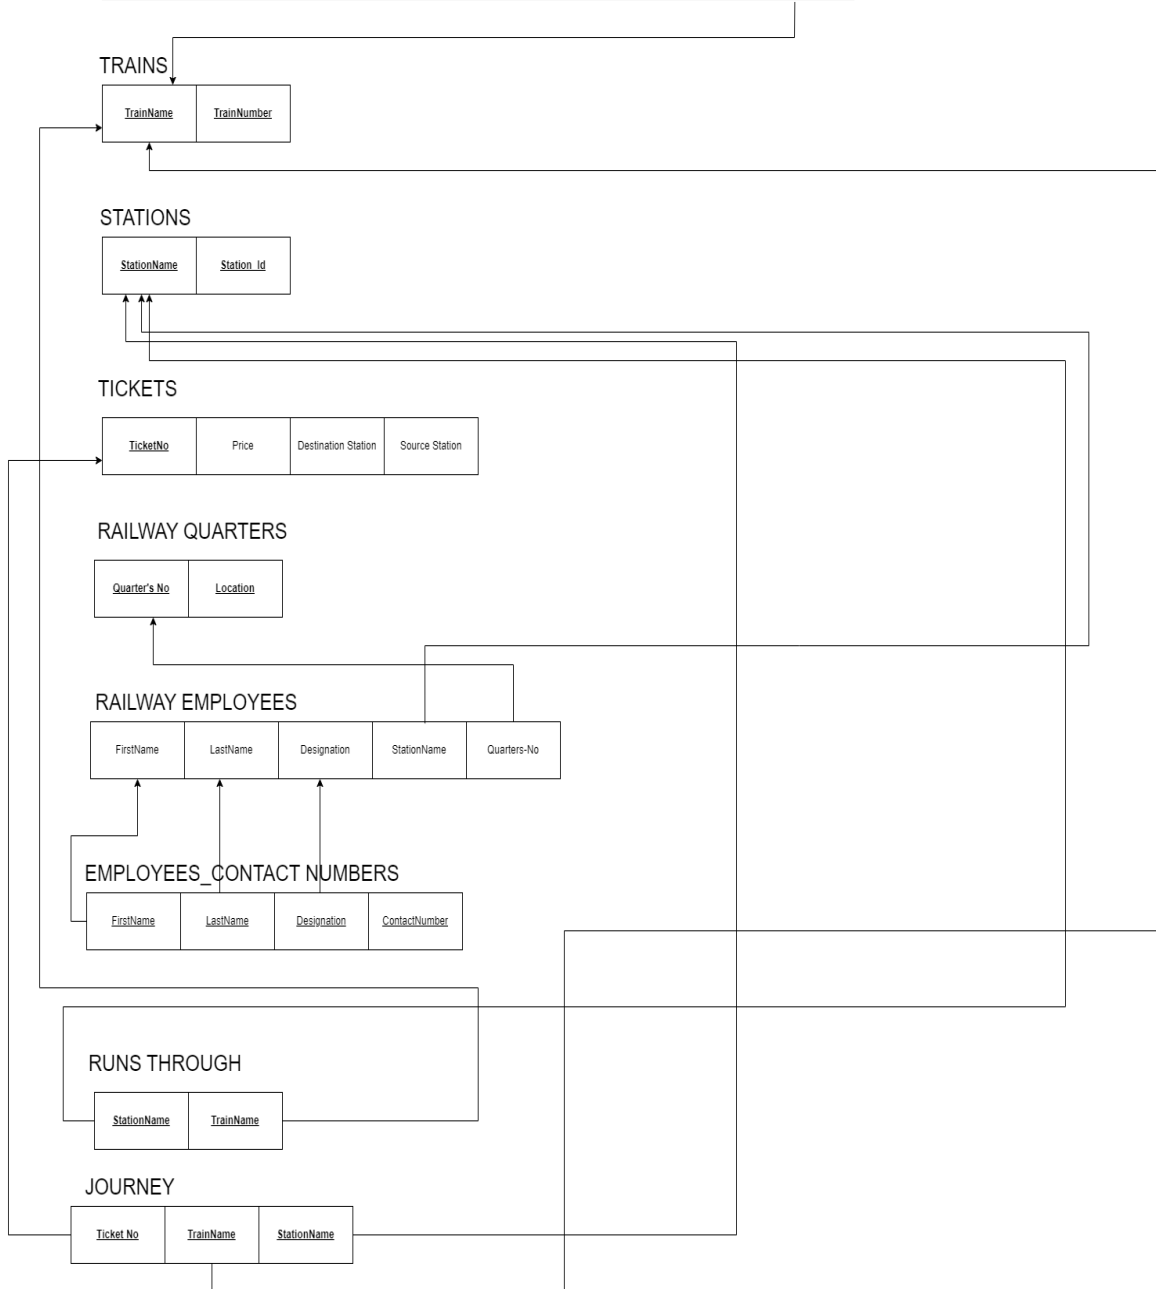 TRAINS
TrainName TrainNumber
STATIONS
StationName Station_Id
TICKETS
TicketNo Price Destination Station Source Station
RAILWAY QUARTERS
Quarter's No Location
RAILWAY EMPLOYEES
FirstName LastName Designation StationName Quarters-No
EMPLOYEES_CONTACT NUMBERS
FirstName LastName Designation ContactNumber
RUNS THROUGH
StationName TrainName
JOURNEY
Ticket No TrainName StationName